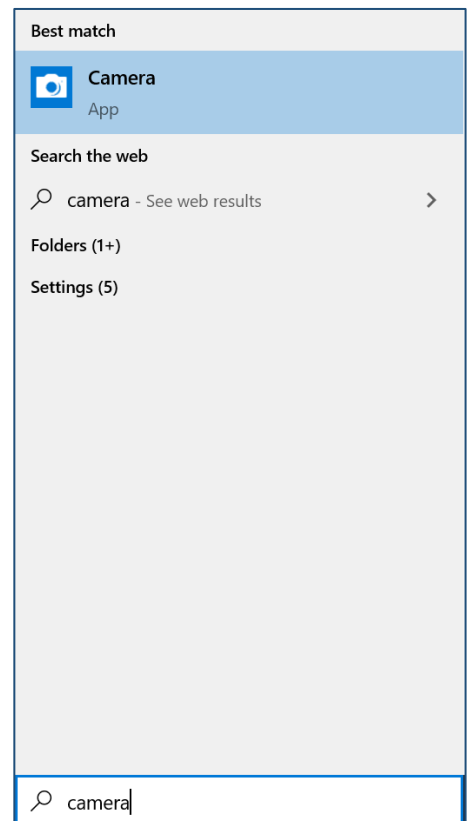 Best match
Camera
App
Search the web
camera - See web results
Folders (1+)
Settings (5)
camera